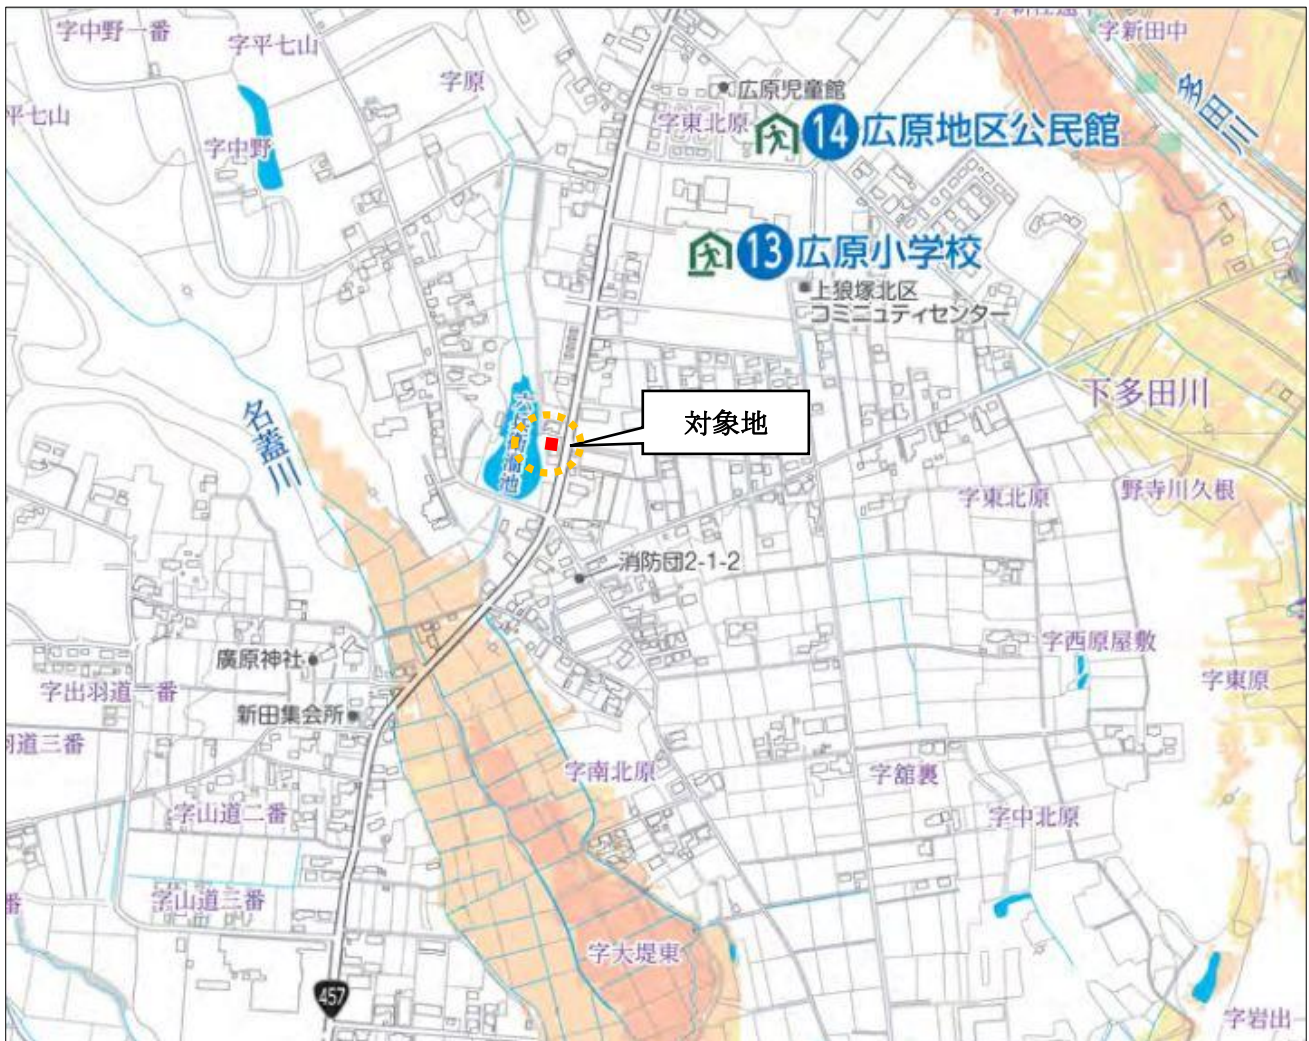 字中野一番
字平七山
字新田中
平七山
字原
多田川
広原児童館
字東北原
14 広原地区公民館
字中野
13 広原小学校
上狼塚北区
コミニュティセンター
下多田川
対象地
名蓋川
字東北原
野寺川久根
消防団2-1-2
廣原神社
字西原屋敷
字東原
字出羽道一番
新田集会所
羽道三番
字南北原
字舘裏
字山道二番
字中北原
字山道三番
番
字大堤東
457
字岩出